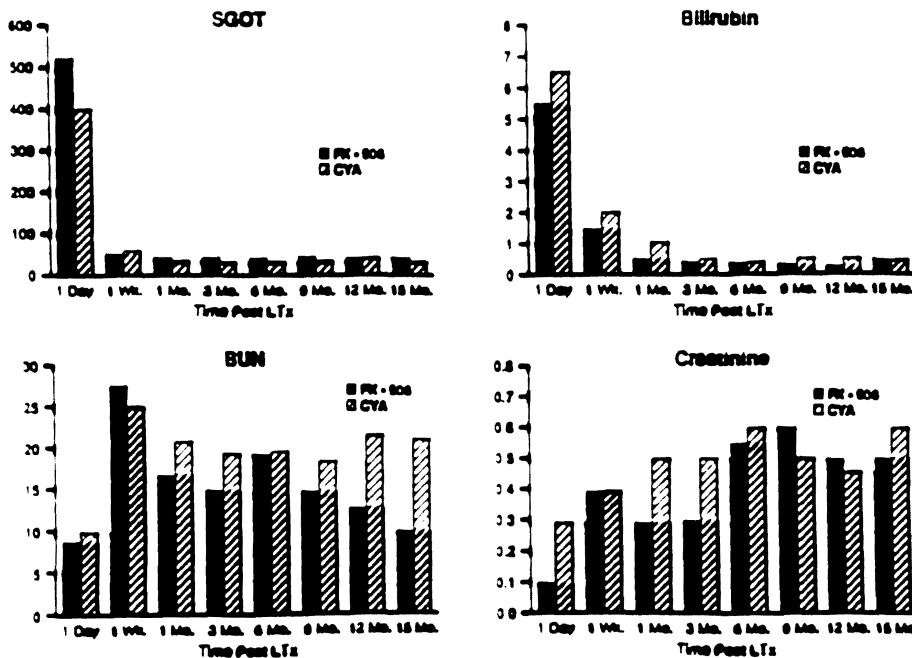 SGOT
600
500
400
300
200
100
0
FK - 506
CYA
1 Day 1 Wk. 1 Mo. 3 Mo. 6 Mo. 9 Mo. 12 Mo. 15 Mo.
Time Post LTx
Bilirubin
8
7
6
5
4
3
2
1
0
FK - 506
CYA
1 Day 1 Wk. 1 Mo. 3 Mo. 6 Mo. 9 Mo. 12 Mo. 15 Mo.
Time Post LTx
BUN
30
25
20
15
10
5
0
FK - 506
CYA
1 Day 1 Wk. 1 Mo. 3 Mo. 6 Mo. 9 Mo. 12 Mo. 15 Mo.
Time Post LTx
Creatinine
0.8
0.7
0.6
0.5
0.4
0.3
0.2
0.1
0.0
FK - 506
CYA
1 Day 1 Wk. 1 Mo. 3 Mo. 6 Mo. 9 Mo. 12 Mo. 15 Mo.
Time Post LTx